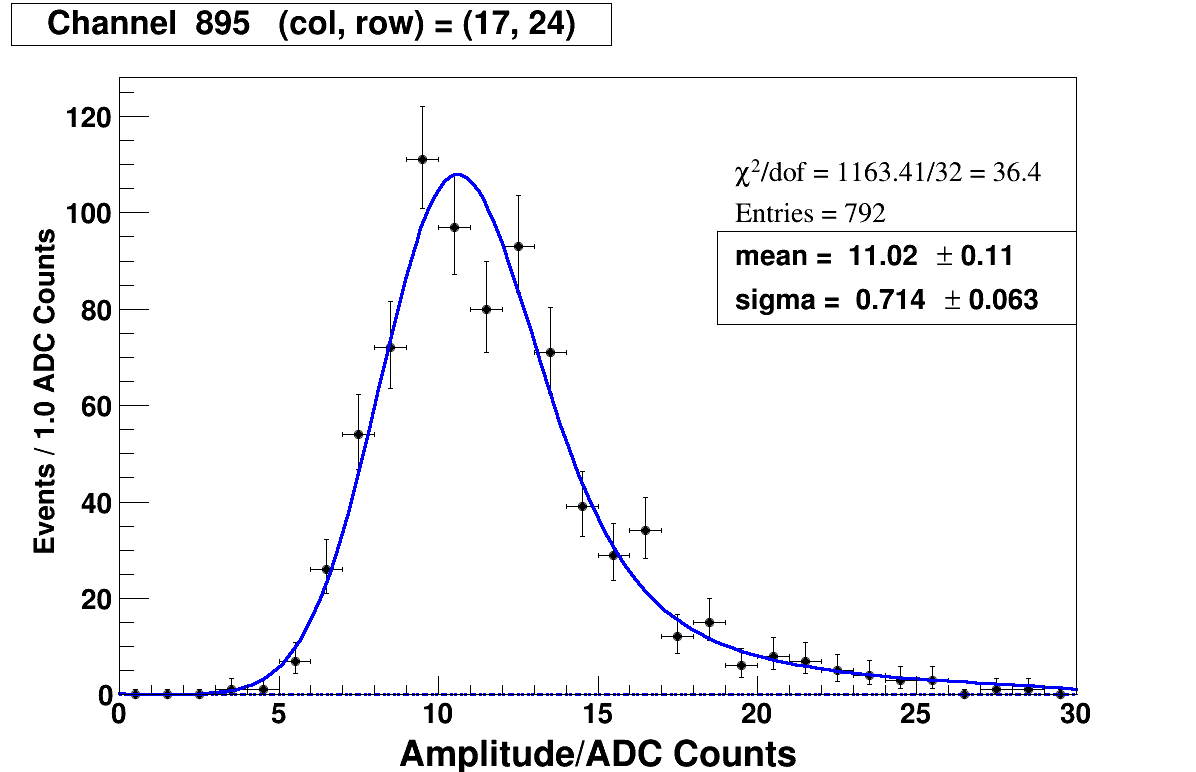 Channel 895 (col, row) = (17, 24)
120
100
80
60
40
20
0
Events / 1.0 ADC Counts
χ²/dof = 1163.41/32 = 36.4
Entries = 792
mean = 11.02 ± 0.11
sigma = 0.714 ± 0.063
0 5 10 15 20 25 30
Amplitude/ADC Counts